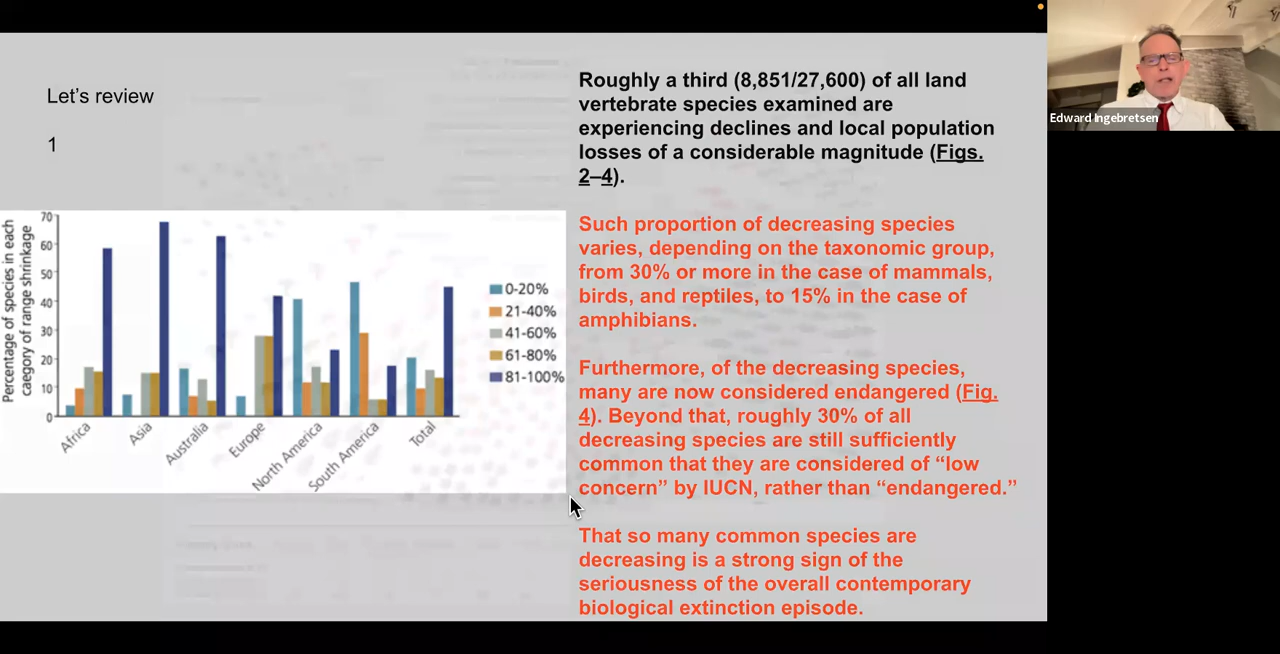 Let's review
1
Roughly a third (8,851/27,600) of all land
vertebrate species examined are
experiencing declines and local population
losses of a considerable magnitude (Figs.
2–4).
Such proportion of decreasing species
varies, depending on the taxonomic group,
from 30% or more in the case of mammals,
birds, and reptiles, to 15% in the case of
amphibians.
Furthermore, of the decreasing species,
many are now considered endangered (Fig.
4). Beyond that, roughly 30% of all
decreasing species are still sufficiently
common that they are considered of “low
concern” by IUCN, rather than “endangered.”
That so many common species are
decreasing is a strong sign of the
seriousness of the overall contemporary
biological extinction episode.
Percentage of species in each
caegory of range shrinkage
70
60
50
40
30
20
10
0
Africa
Asia
Australia
Europe
North America
South America
Total
0-20%
21-40%
41-60%
61-80%
81-100%
Edward Ingebretsen